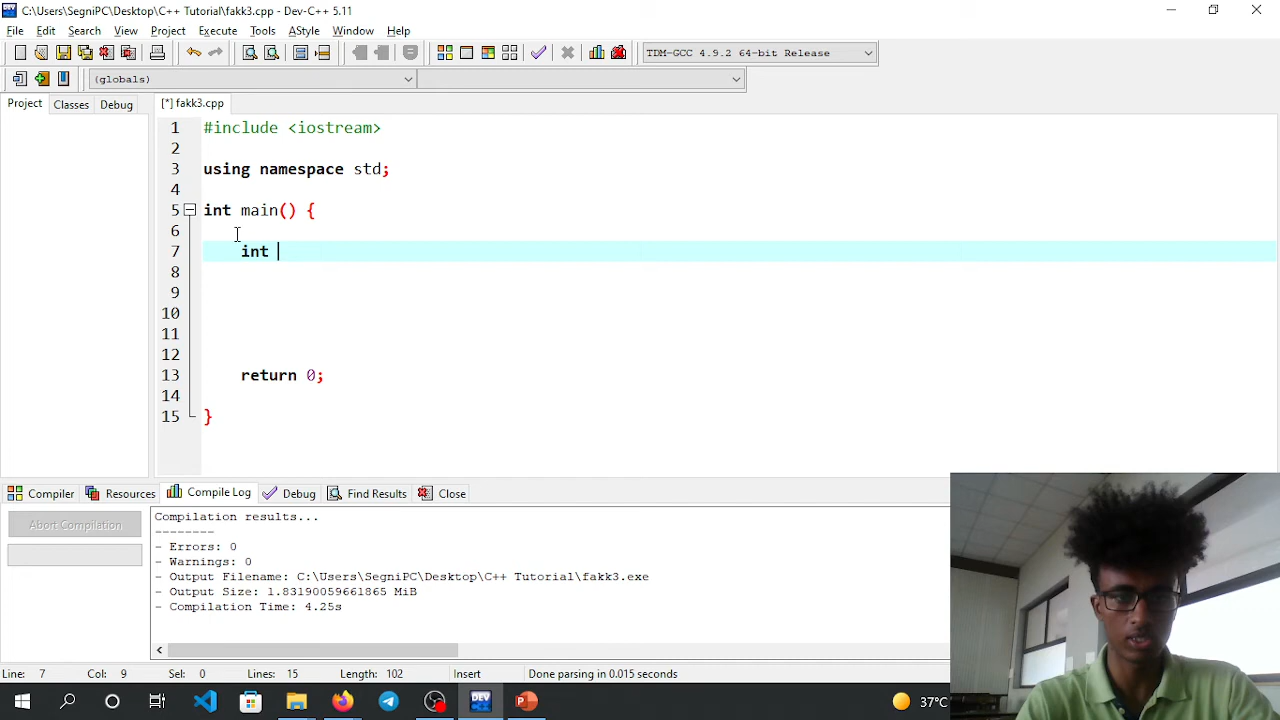 C:\Users\SegniPC\Desktop\C++ Tutorial\fakk3.cpp - Dev-C++ 5.11
File Edit Search View Project Execute Tools AStyle Window Help
TDM-GCC 4.9.2 64-bit Release
(globals)
Project Classes Debug [*] fakk3.cpp
1 #include <iostream>
2
3 using namespace std;
4
5 int main() {
6
7 int
8
9
10
11
12
13 return 0;
14
15 }
Compiler Resources Compile Log Debug Find Results Close
Abort Compilation
Compilation results...
--------
- Errors: 0
- Warnings: 0
- Output Filename: C:\Users\SegniPC\Desktop\C++ Tutorial\fakk3.exe
- Output Size: 1.83190059661865 MiB
- Compilation Time: 4.25s
Line: 7 Col: 9 Sel: 0 Lines: 15 Length: 102 Insert Done parsing in 0.015 seconds
DEV
37°C